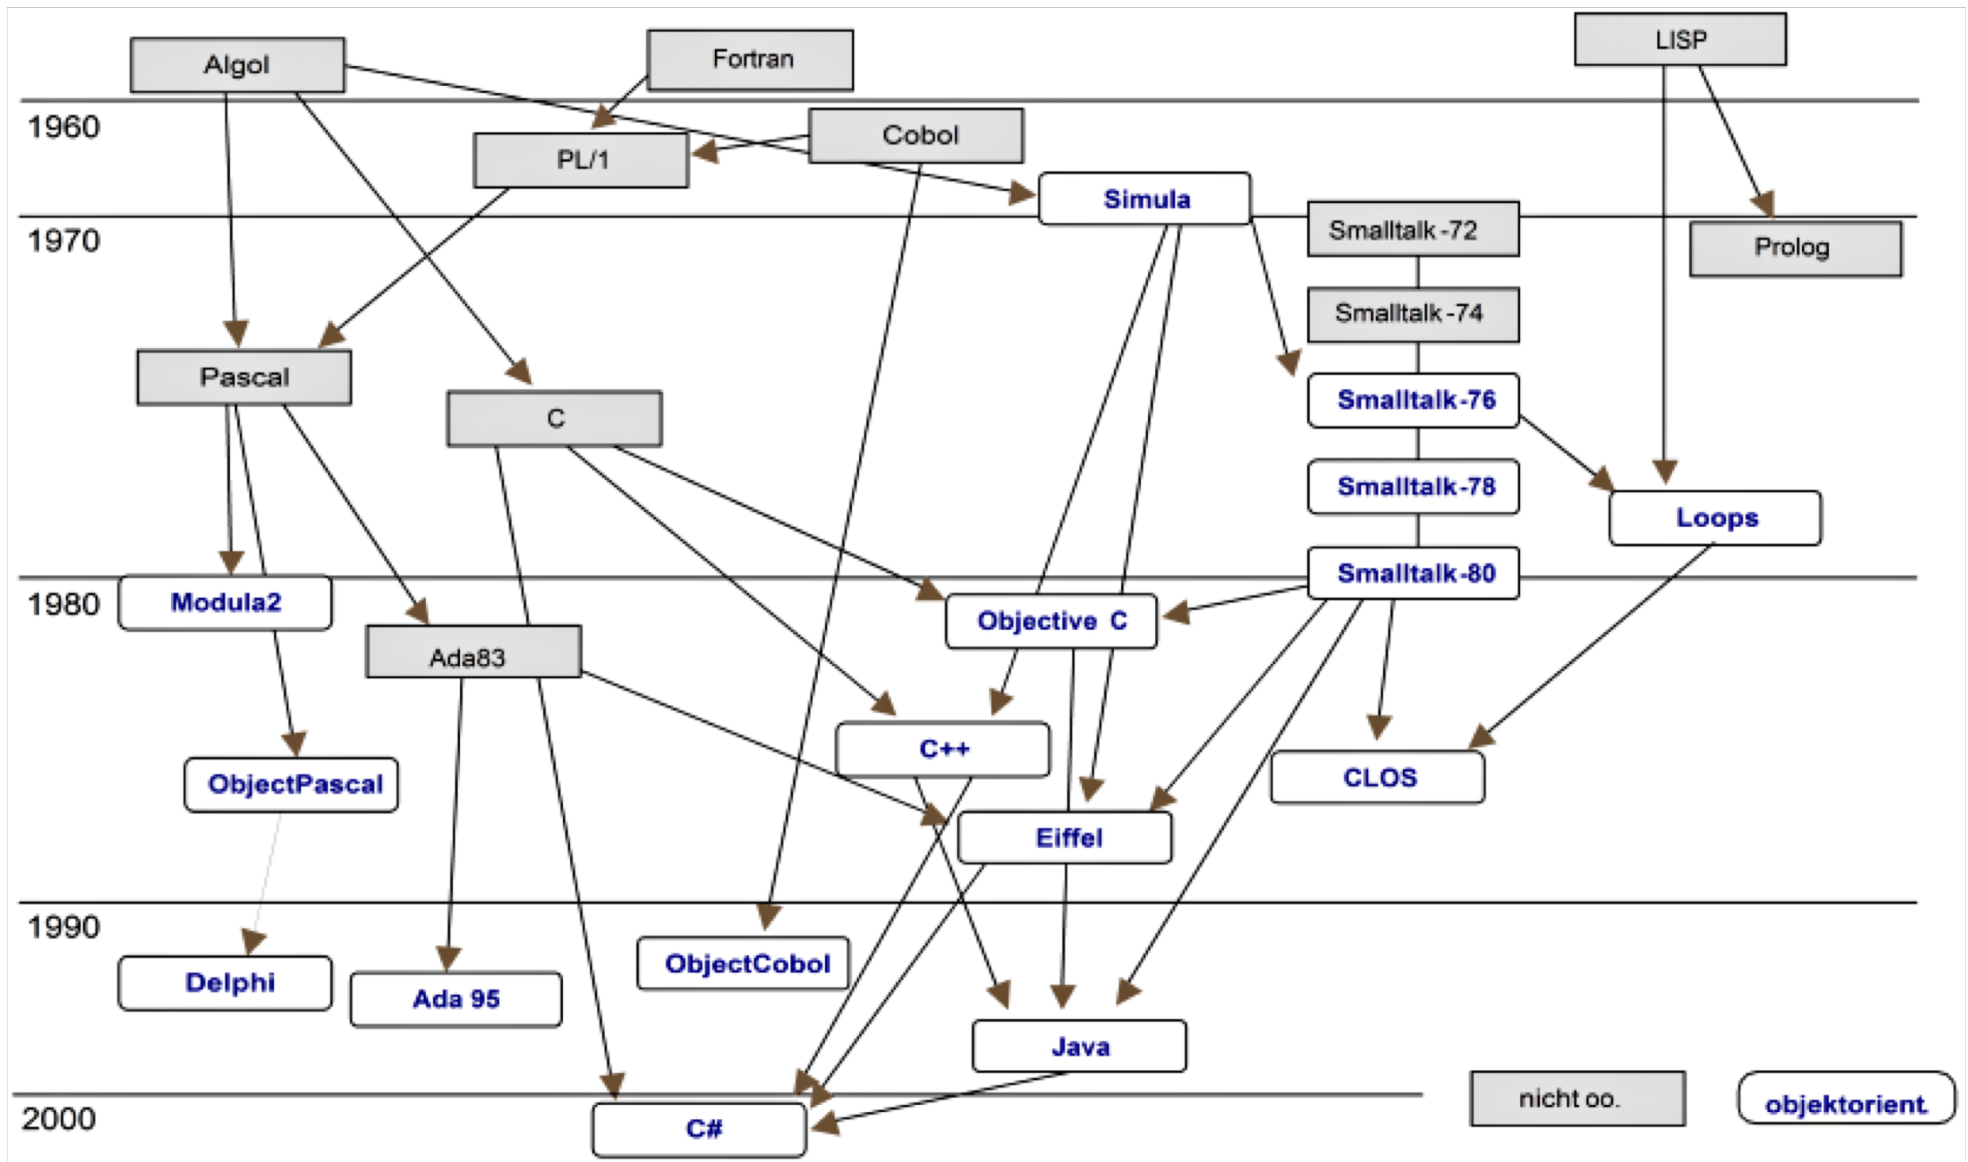 Algol
Fortran
LISP
1960
PL/1
Cobol
Simula
1970
Smalltalk-72
Prolog
Smalltalk-74
Pascal
C
Smalltalk-76
Smalltalk-78
Loops
1980
Modula2
Smalltalk-80
Objective C
Ada83
C++
ObjectPascal
CLOS
Eiffel
1990
Delphi
Ada 95
ObjectCobol
Java
2000
C#
nicht oo.
objektorient.